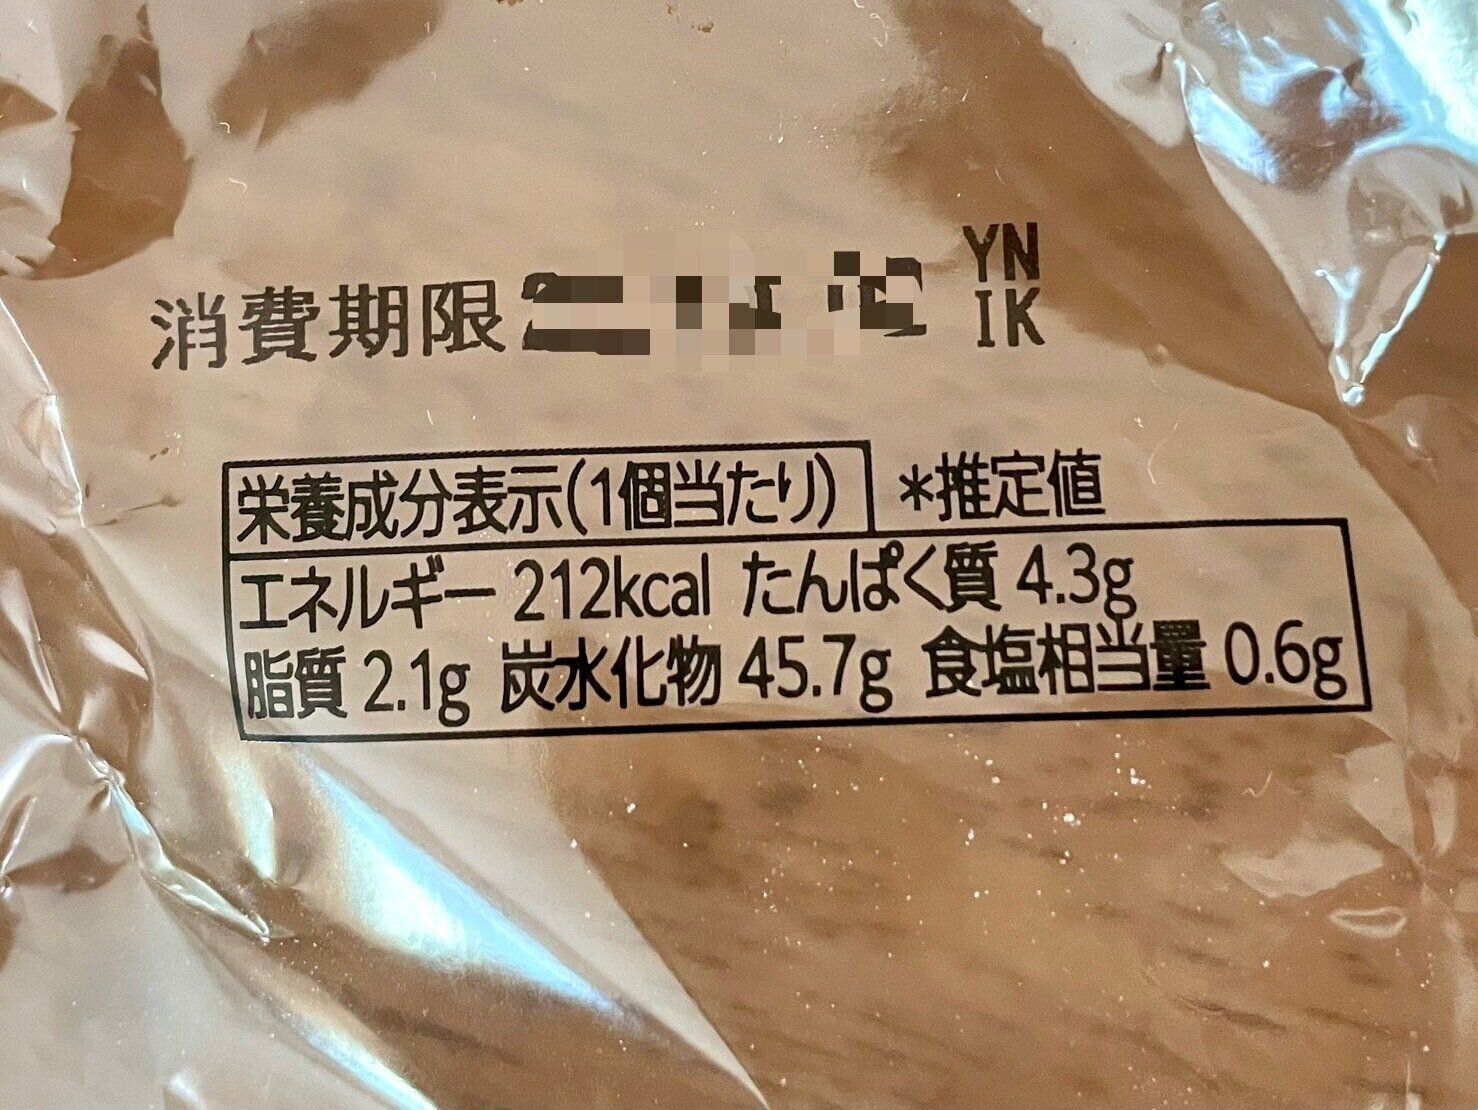 消費期限
YN
IK
栄養成分表示(1個当たり) *推定値
エネルギー 212kcal たんぱく質 4.3g
脂質 2.1g 炭水化物 45.7g 食塩相当量 0.6g